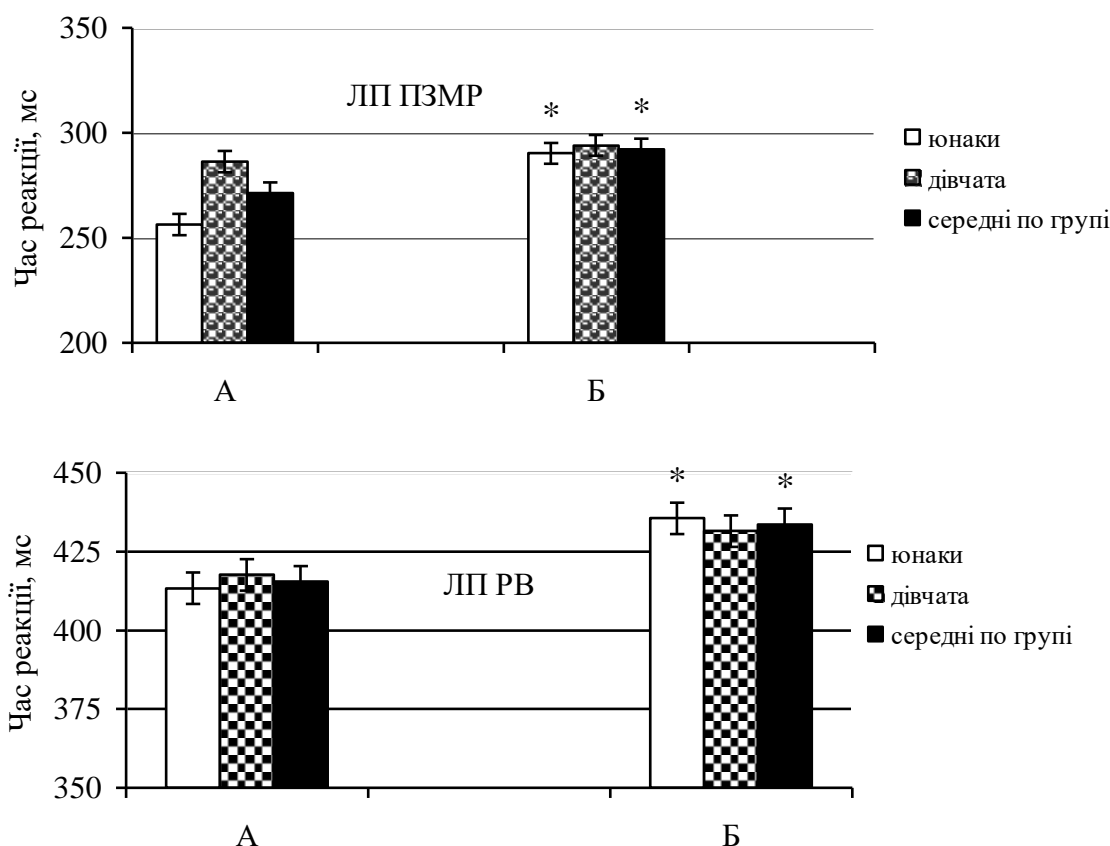 350
300
250
200
Час реакції, мс
ЛП ПЗМР
*
*
юнаки
дівчата
середні по групі
А
Б
450
425
400
375
350
Час реакції, мс
ЛП РВ
*
*
юнаки
дівчата
середні по групі
А
Б